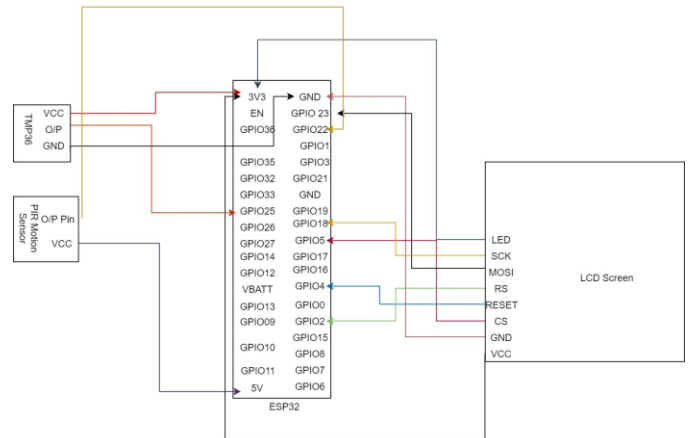 TMP36
VCC
O/P
GND
PIR Motion
Sensor
O/P Pin
VCC
3V3
EN
GPIO36
GPIO35
GPIO32
GPIO33
GPIO25
GPIO26
GPIO27
GPIO14
GPIO12
VBATT
GPIO13
GPIO09
GPIO10
GPIO11
5V
GND
GPIO 23
GPIO22
GPIO1
GPIO3
GPIO21
GND
GPIO19
GPIO18
GPIO5
GPIO17
GPIO16
GPIO4
GPIO0
GPIO2
GPIO15
GPIO8
GPIO7
GPIO6
ESP32
LED
SCK
MOSI
RS
RESET
CS
GND
VCC
LCD Screen